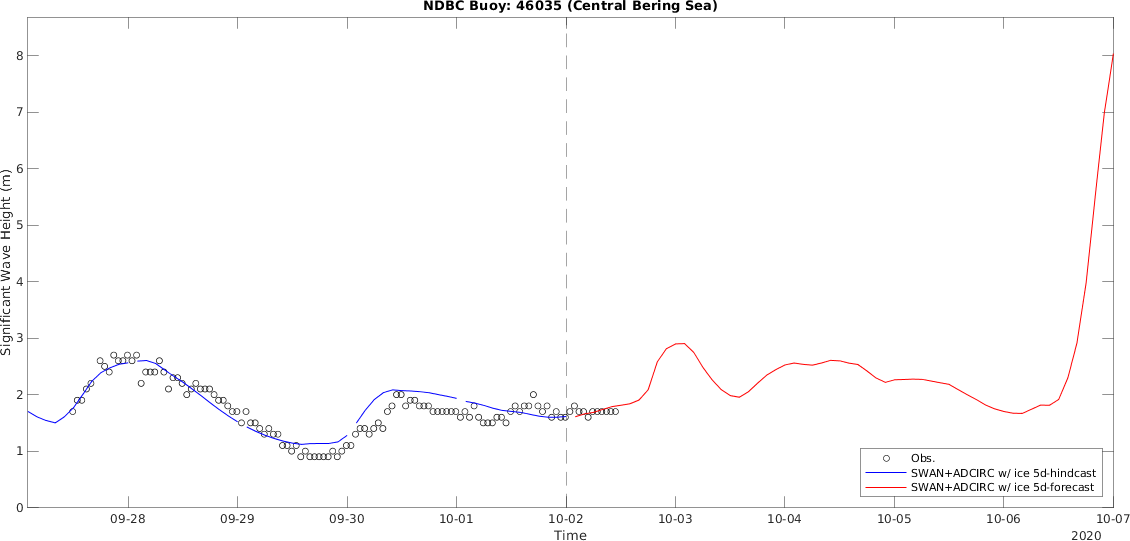 NDBC Buoy: 46035 (Central Bering Sea)
Significant Wave Height (m)
8
7
6
5
4
3
2
1
0
Obs.
SWAN+ADCIRC w/ ice 5d-hindcast
SWAN+ADCIRC w/ ice 5d-forecast
09-28 09-29 09-30 10-01 10-02 10-03 10-04 10-05 10-06 10-07
Time
2020